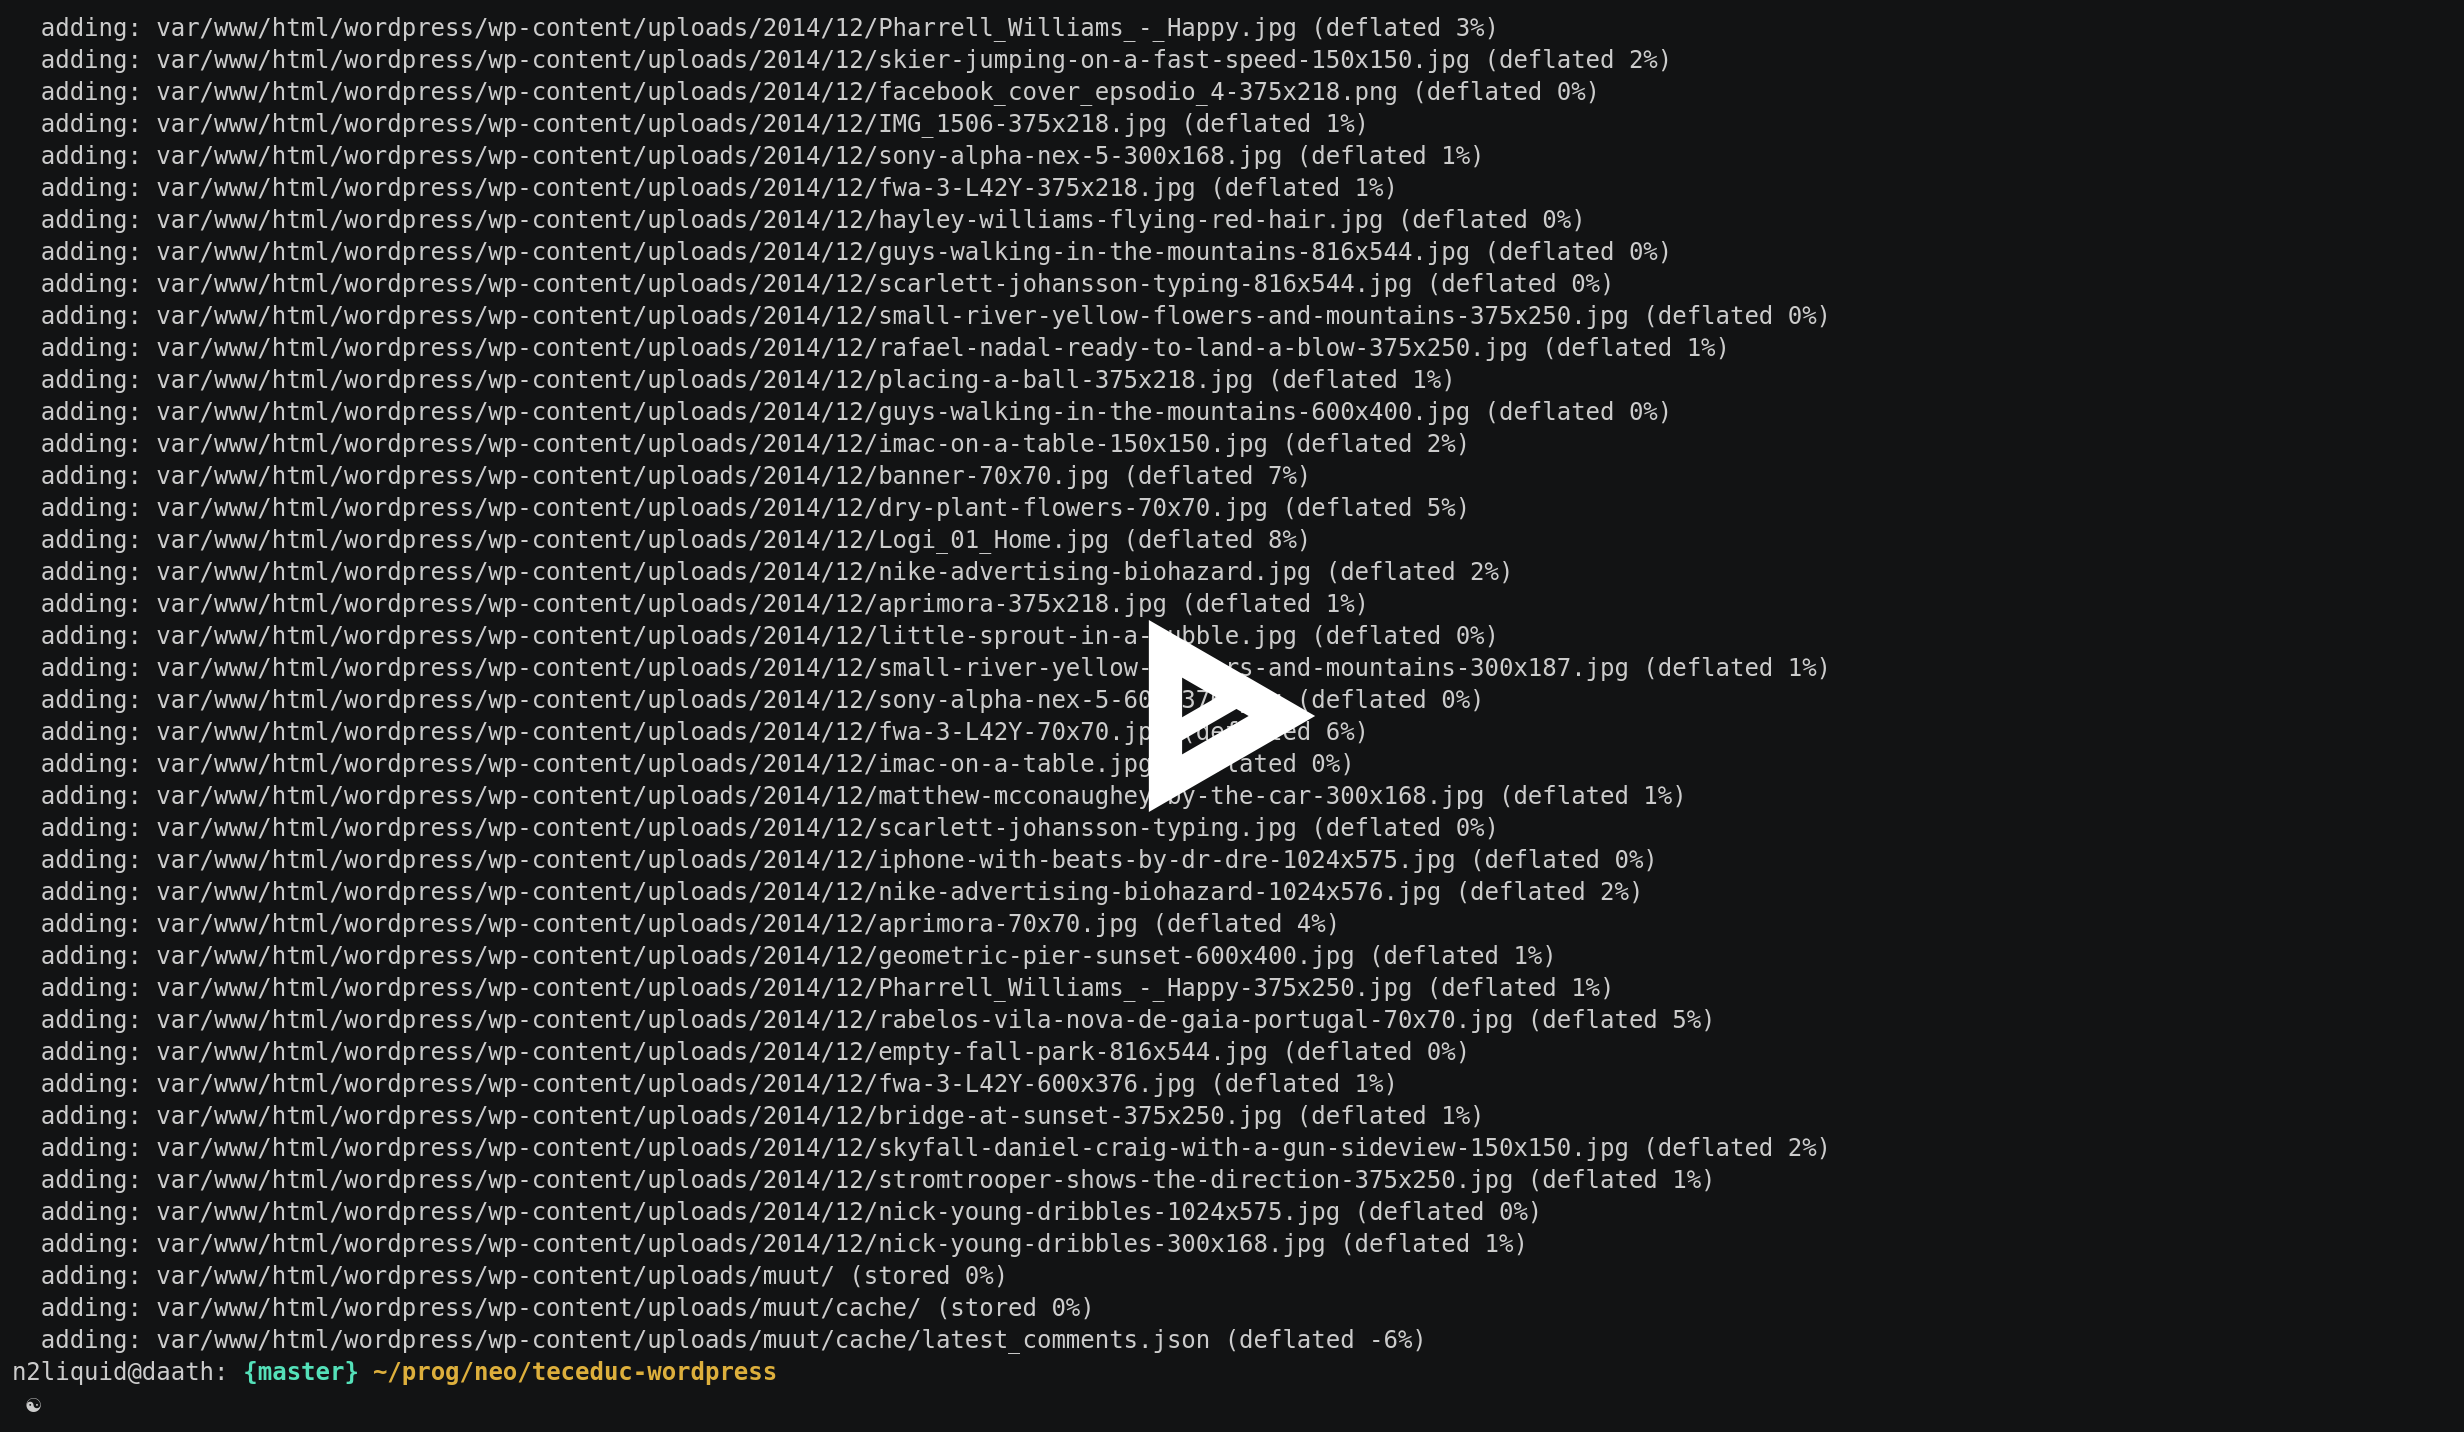 adding: var/www/html/wordpress/wp-content/uploads/2014/12/Pharrell_Williams_-_Happy.jpg (deflated 3%)
adding: var/www/html/wordpress/wp-content/uploads/2014/12/skier-jumping-on-a-fast-speed-150x150.jpg (deflated 2%)
adding: var/www/html/wordpress/wp-content/uploads/2014/12/facebook_cover_epsodio_4-375x218.png (deflated 0%)
adding: var/www/html/wordpress/wp-content/uploads/2014/12/IMG_1506-375x218.jpg (deflated 1%)
adding: var/www/html/wordpress/wp-content/uploads/2014/12/sony-alpha-nex-5-300x168.jpg (deflated 1%)
adding: var/www/html/wordpress/wp-content/uploads/2014/12/fwa-3-L42Y-375x218.jpg (deflated 1%)
adding: var/www/html/wordpress/wp-content/uploads/2014/12/hayley-williams-flying-red-hair.jpg (deflated 0%)
adding: var/www/html/wordpress/wp-content/uploads/2014/12/guys-walking-in-the-mountains-816x544.jpg (deflated 0%)
adding: var/www/html/wordpress/wp-content/uploads/2014/12/scarlett-johansson-typing-816x544.jpg (deflated 0%)
adding: var/www/html/wordpress/wp-content/uploads/2014/12/small-river-yellow-flowers-and-mountains-375x250.jpg (deflated 0%)
adding: var/www/html/wordpress/wp-content/uploads/2014/12/rafael-nadal-ready-to-land-a-blow-375x250.jpg (deflated 1%)
adding: var/www/html/wordpress/wp-content/uploads/2014/12/placing-a-ball-375x218.jpg (deflated 1%)
adding: var/www/html/wordpress/wp-content/uploads/2014/12/guys-walking-in-the-mountains-600x400.jpg (deflated 0%)
adding: var/www/html/wordpress/wp-content/uploads/2014/12/imac-on-a-table-150x150.jpg (deflated 2%)
adding: var/www/html/wordpress/wp-content/uploads/2014/12/banner-70x70.jpg (deflated 7%)
adding: var/www/html/wordpress/wp-content/uploads/2014/12/dry-plant-flowers-70x70.jpg (deflated 5%)
adding: var/www/html/wordpress/wp-content/uploads/2014/12/Logi_01_Home.jpg (deflated 8%)
adding: var/www/html/wordpress/wp-content/uploads/2014/12/nike-advertising-biohazard.jpg (deflated 2%)
adding: var/www/html/wordpress/wp-content/uploads/2014/12/aprimora-375x218.jpg (deflated 1%)
adding: var/www/html/wordpress/wp-content/uploads/2014/12/little-sprout-in-a-bubble.jpg (deflated 0%)
adding: var/www/html/wordpress/wp-content/uploads/2014/12/small-river-yellow-flowers-and-mountains-300x187.jpg (deflated 1%)
adding: var/www/html/wordpress/wp-content/uploads/2014/12/sony-alpha-nex-5-600x376.jpg (deflated 0%)
adding: var/www/html/wordpress/wp-content/uploads/2014/12/fwa-3-L42Y-70x70.jpg (deflated 6%)
adding: var/www/html/wordpress/wp-content/uploads/2014/12/imac-on-a-table.jpg (deflated 0%)
adding: var/www/html/wordpress/wp-content/uploads/2014/12/matthew-mcconaughey-by-the-car-300x168.jpg (deflated 1%)
adding: var/www/html/wordpress/wp-content/uploads/2014/12/scarlett-johansson-typing.jpg (deflated 0%)
adding: var/www/html/wordpress/wp-content/uploads/2014/12/iphone-with-beats-by-dr-dre-1024x575.jpg (deflated 0%)
adding: var/www/html/wordpress/wp-content/uploads/2014/12/nike-advertising-biohazard-1024x576.jpg (deflated 2%)
adding: var/www/html/wordpress/wp-content/uploads/2014/12/aprimora-70x70.jpg (deflated 4%)
adding: var/www/html/wordpress/wp-content/uploads/2014/12/geometric-pier-sunset-600x400.jpg (deflated 1%)
adding: var/www/html/wordpress/wp-content/uploads/2014/12/Pharrell_Williams_-_Happy-375x250.jpg (deflated 1%)
adding: var/www/html/wordpress/wp-content/uploads/2014/12/rabelos-vila-nova-de-gaia-portugal-70x70.jpg (deflated 5%)
adding: var/www/html/wordpress/wp-content/uploads/2014/12/empty-fall-park-816x544.jpg (deflated 0%)
adding: var/www/html/wordpress/wp-content/uploads/2014/12/fwa-3-L42Y-600x376.jpg (deflated 1%)
adding: var/www/html/wordpress/wp-content/uploads/2014/12/bridge-at-sunset-375x250.jpg (deflated 1%)
adding: var/www/html/wordpress/wp-content/uploads/2014/12/skyfall-daniel-craig-with-a-gun-sideview-150x150.jpg (deflated 2%)
adding: var/www/html/wordpress/wp-content/uploads/2014/12/stromtrooper-shows-the-direction-375x250.jpg (deflated 1%)
adding: var/www/html/wordpress/wp-content/uploads/2014/12/nick-young-dribbles-1024x575.jpg (deflated 0%)
adding: var/www/html/wordpress/wp-content/uploads/2014/12/nick-young-dribbles-300x168.jpg (deflated 1%)
adding: var/www/html/wordpress/wp-content/uploads/muut/ (stored 0%)
adding: var/www/html/wordpress/wp-content/uploads/muut/cache/ (stored 0%)
adding: var/www/html/wordpress/wp-content/uploads/muut/cache/latest_comments.json (deflated -6%)
n2liquid@daath: {master} ~/prog/neo/teceduc-wordpress
☯